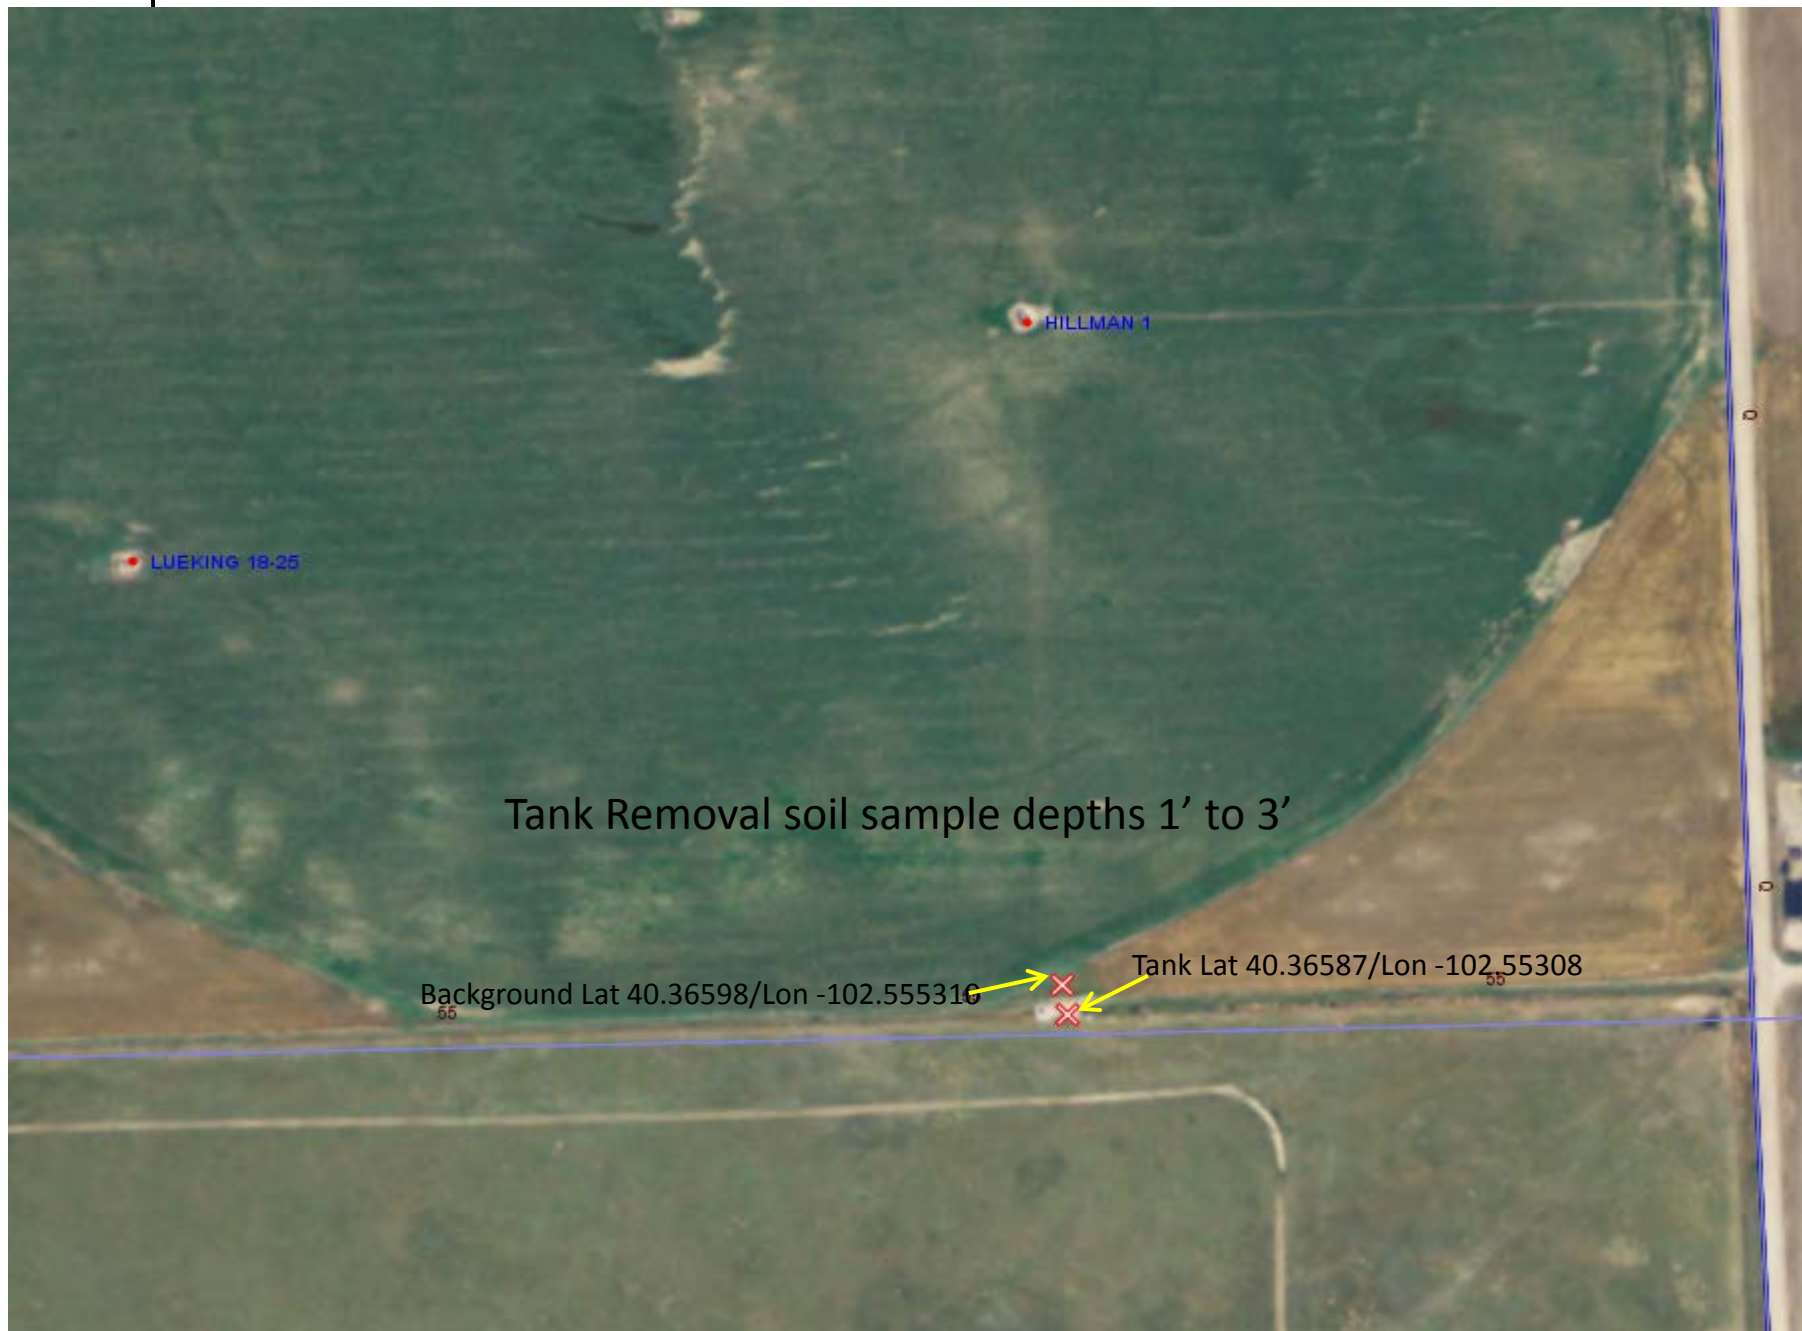 HILLMAN 1
Q
LUEKING 18-25
Tank Removal soil sample depths 1' to 3'
Q
Tank Lat 40.36587/Lon -102.55308
Background Lat 40.36598/Lon -102.555310
55
55